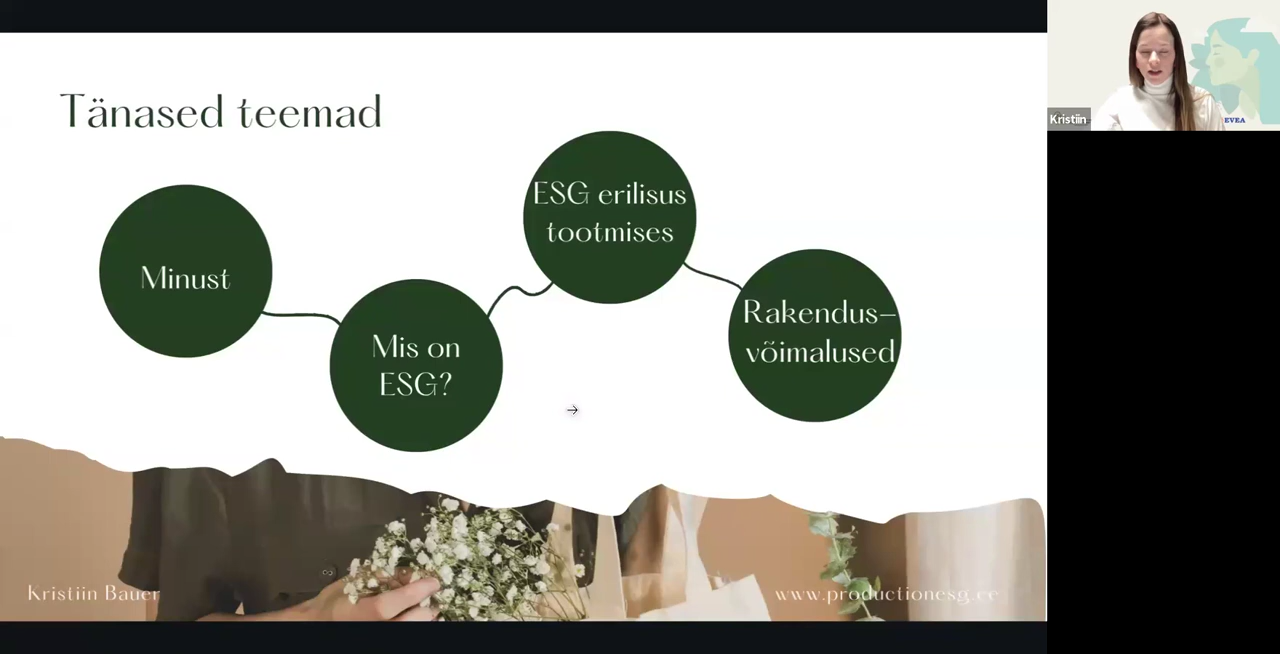 Tänased teemad
Minust
Mis on
ESG?
ESG erilisus
tootmises
Rakendus–
võimalused
Kristiin Bauer
www.productionesg.ee
Kristiin
EVEA